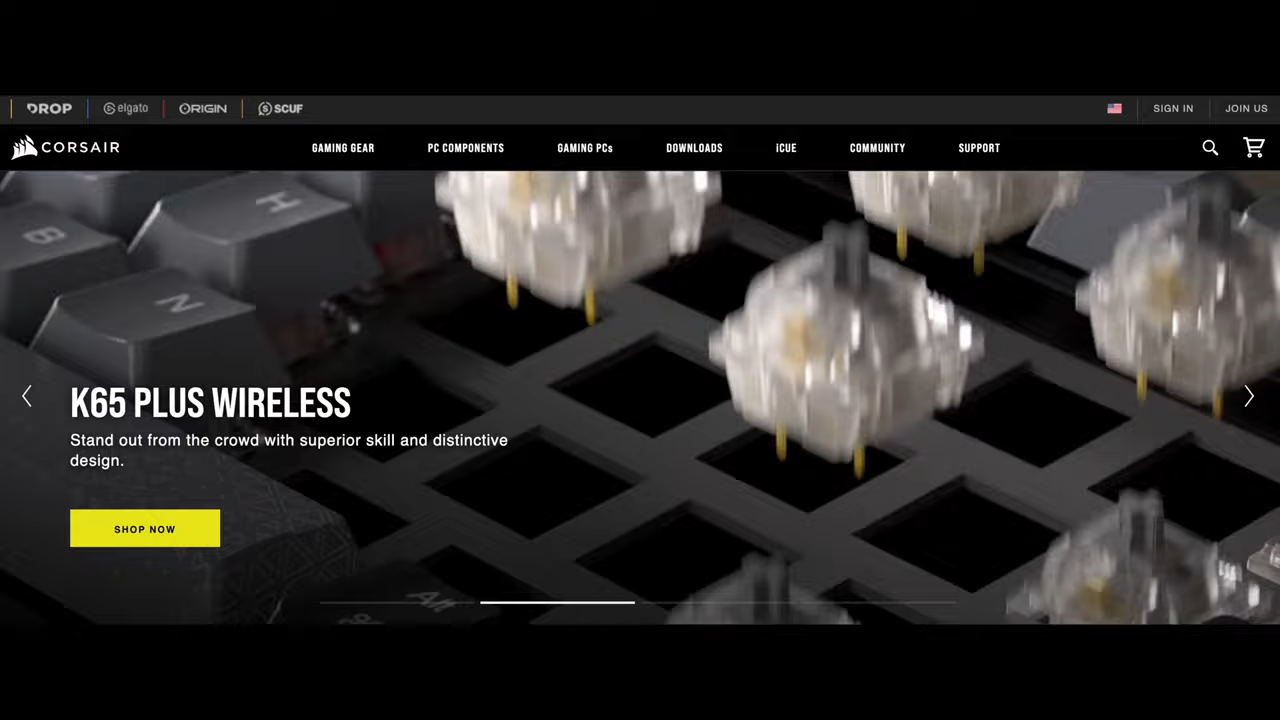 DROP
elgato
ORIGIN
SCUF
SIGN IN
JOIN US
CORSAIR
GAMING GEAR
PC COMPONENTS
GAMING PCs
DOWNLOADS
iCUE
COMMUNITY
SUPPORT
H
B
N
K65 PLUS WIRELESS
Stand out from the crowd with superior skill and distinctive
design.
SHOP NOW
Alt